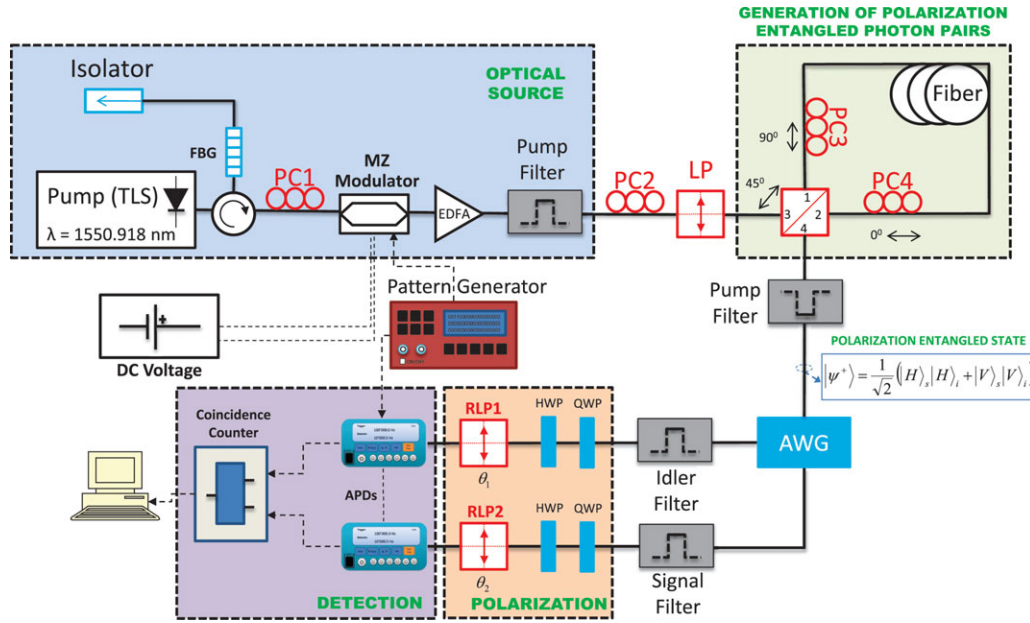 GENERATION OF POLARIZATION
ENTANGLED PHOTON PAIRS
Isolator
OPTICAL
SOURCE
FBG
Pump (TLS)
λ = 1550.918 nm
PC1
MZ
Modulator
EDFA
Pump
Filter
PC2
LP
45⁰
90⁰
PC3
Fiber
PC4
0⁰
1
3
2
4
Pattern Generator
DC Voltage
+
Pump
Filter
POLARIZATION ENTANGLED STATE
|ψ⁺⟩ = 1/√2 (|H⟩ₛ|H⟩ᵢ + |V⟩ₛ|V⟩ᵢ)
AWG
Coincidence
Counter
RLP1
θ₁
HWP
QWP
Idler
Filter
APDs
RLP2
θ₂
HWP
QWP
Signal
Filter
DETECTION
POLARIZATION